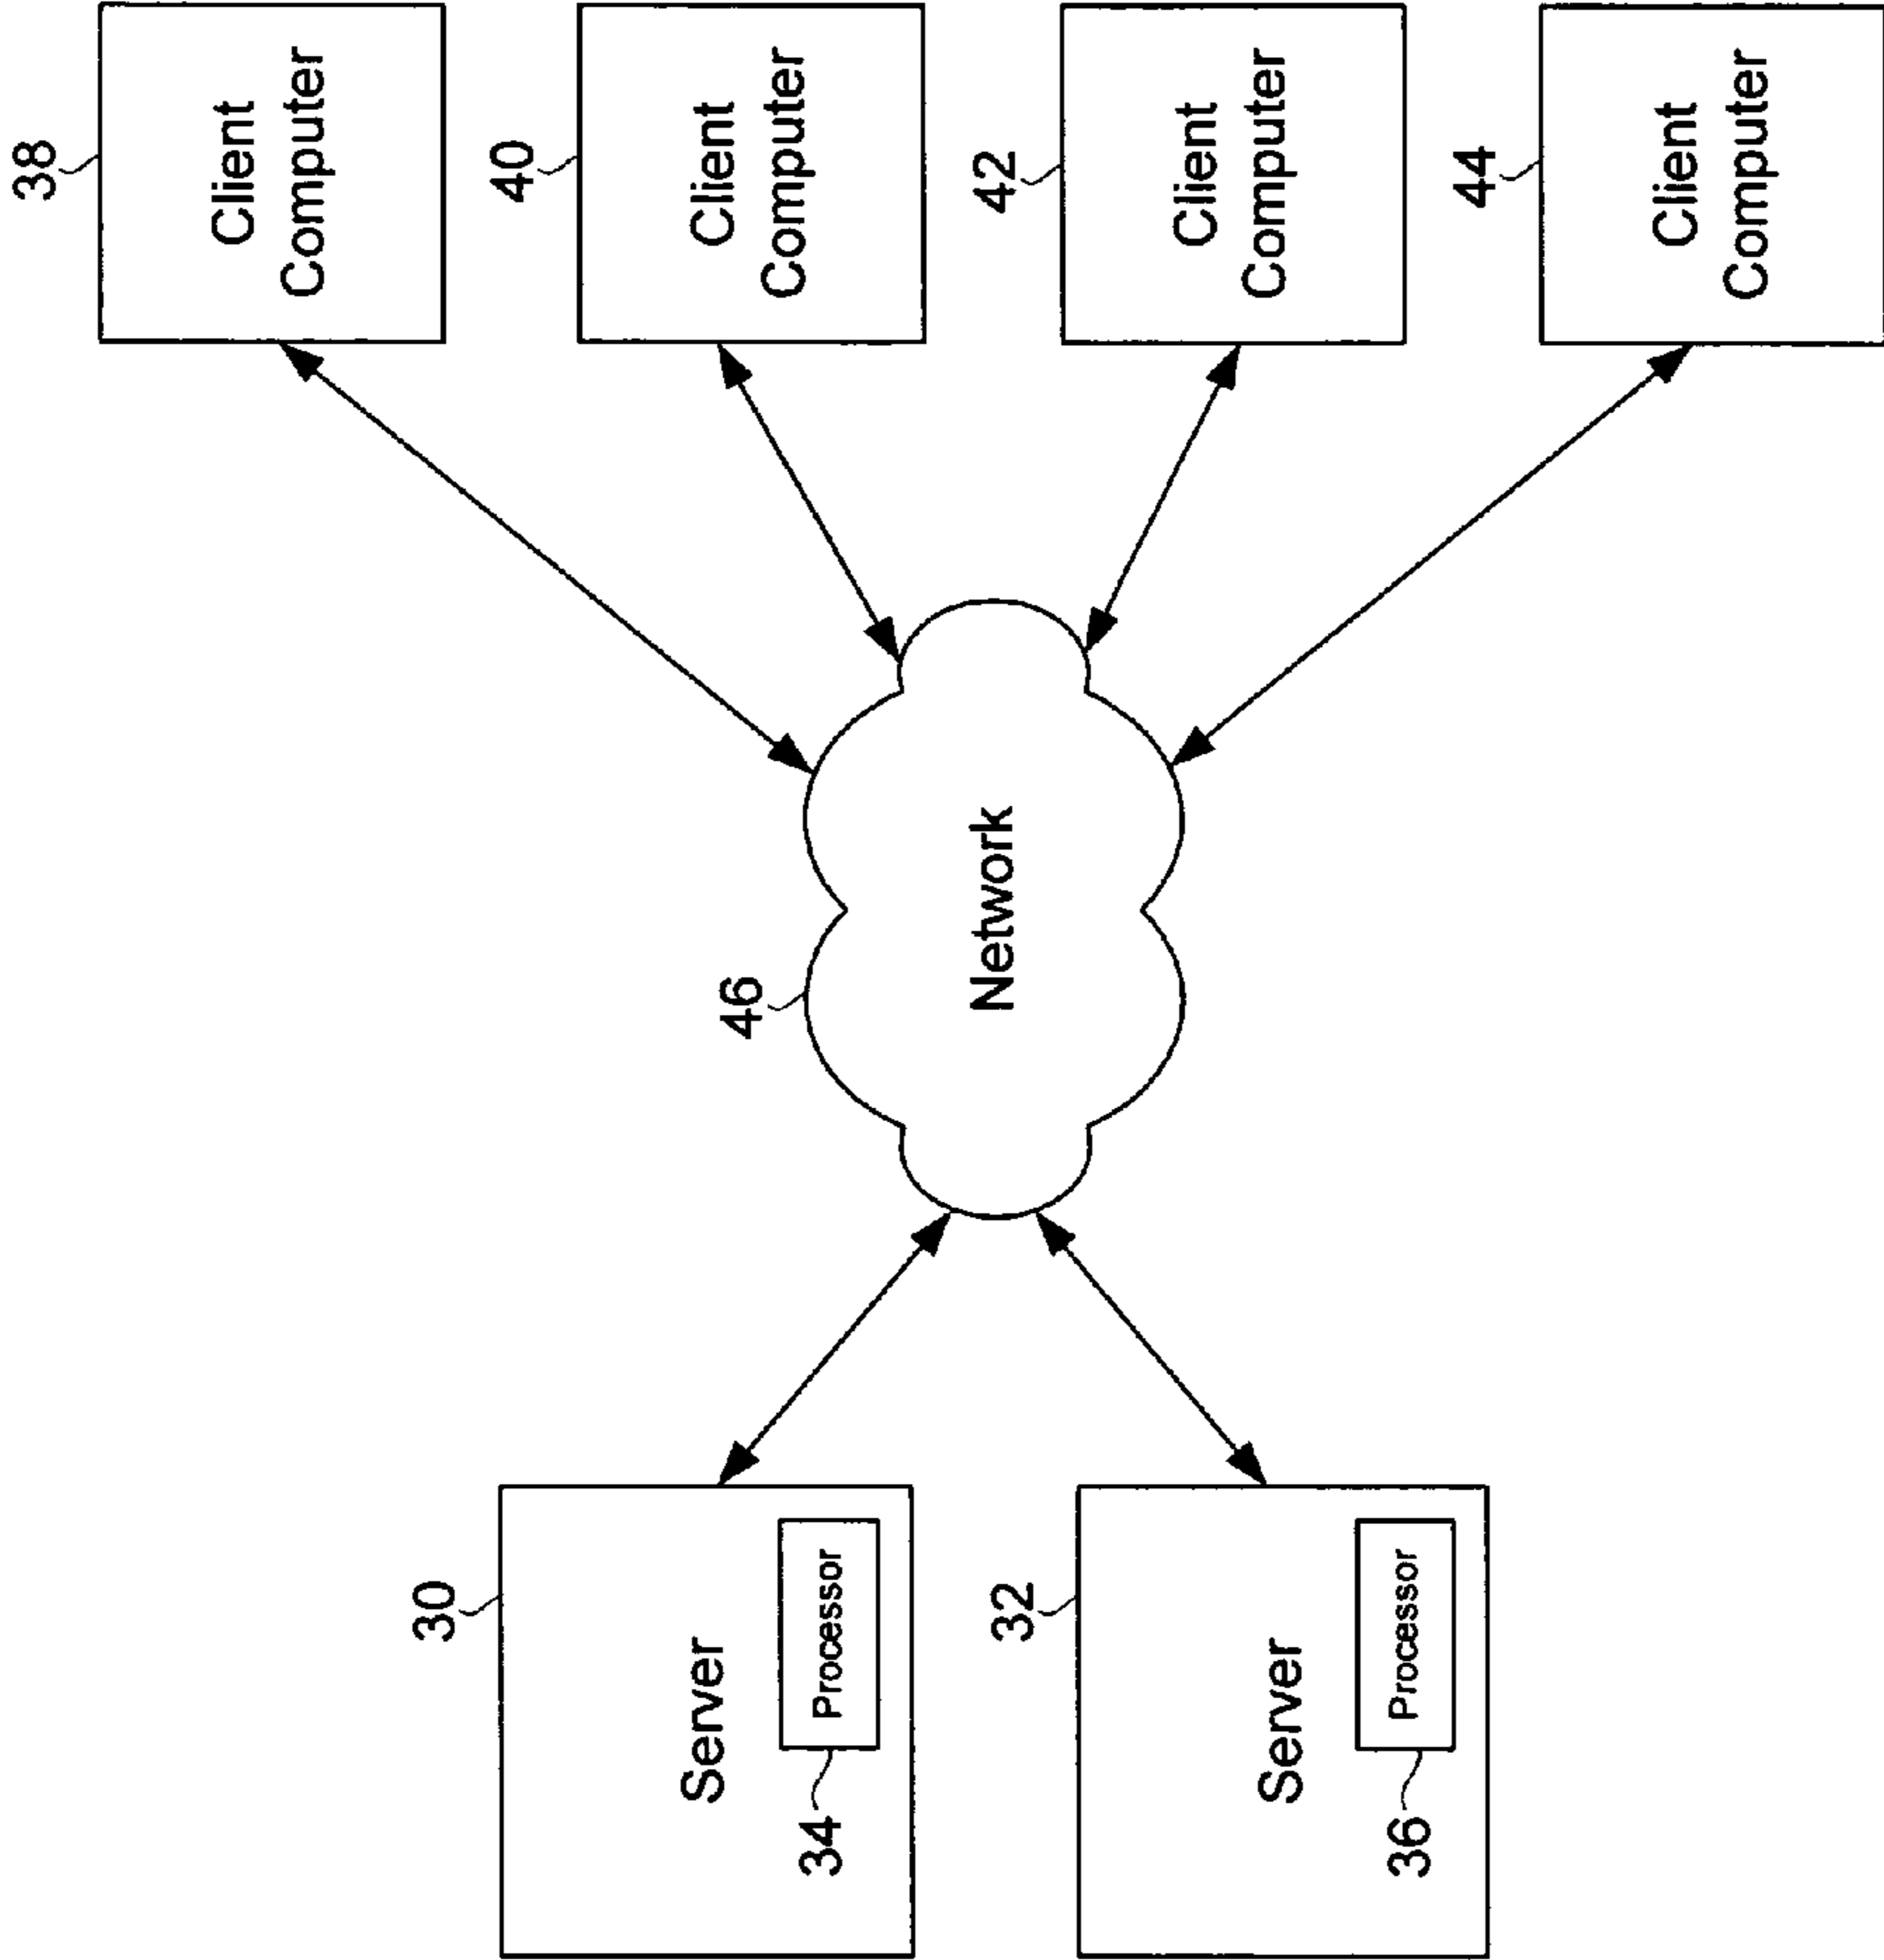 30
Server
34
Processor
32
Server
36
Processor
46
Network
38
Client
Computer
40
Client
Computer
42
Client
Computer
44
Client
Computer